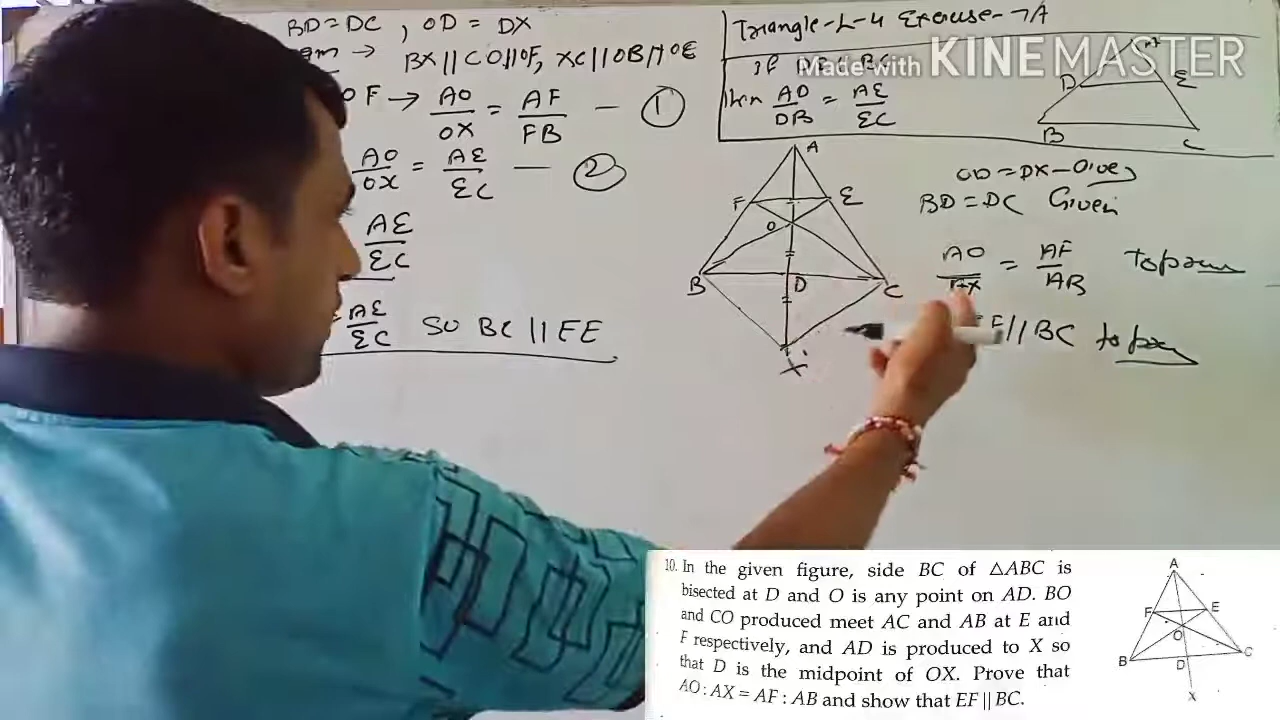 BD = DC , OD = DX
→ BX || CO || OF, XC || OB || OE
OF → AO/OX = AF/FB — ①
AO/OX = AE/EC — ②
AE/EC
= AE/EC SO BC || FE
Triangle-L-4 Exercise-7A
If DE || BC
then AD/DB = AE/EC
A
D
E
B
C
Made with KINEMASTER
A
F
E
O
B
D
C
X
OD = DX - Given
BD = DC Given
AO/AX = AF/AB
F || BC
10. In the given figure, side BC of △ABC is
bisected at D and O is any point on AD. BO
and CO produced meet AC and AB at E and
F respectively, and AD is produced to X so
that D is the midpoint of OX. Prove that
AO : AX = AF : AB and show that EF || BC.
A
F
E
O
B
D
C
X